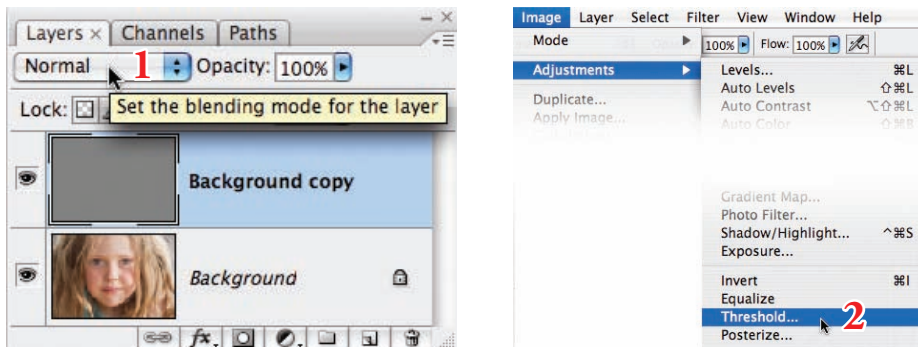 Layers × Channels Paths
Normal 1 Opacity: 100%
Lock:
Set the blending mode for the layer
Background copy
Background
fx.
Image Layer Select Filter View Window Help
Mode
100% Flow: 100%
Adjustments
Levels... ⌘L
Auto Levels ⇧⌘L
Duplicate...
Auto Contrast ⌥⇧⌘L
Apply Image...
Auto Color ⇧⌘B
Gradient Map...
Photo Filter...
Shadow/Highlight... ^⌘S
Exposure...
Invert ⌘I
Equalize
Threshold... 2
Posterize...